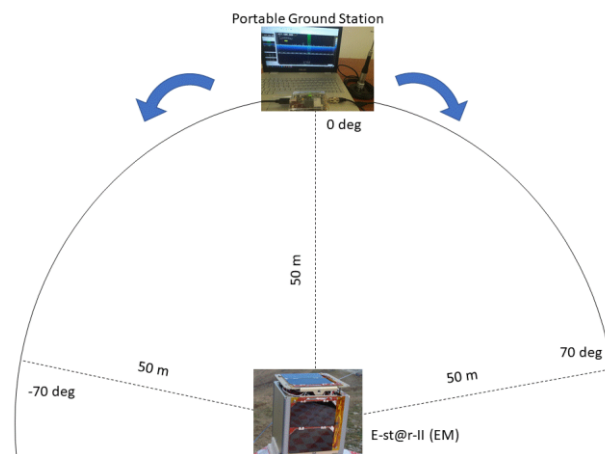 Portable Ground Station
0 deg
50 m
70 deg
-70 deg
50 m
50 m
E-st@r-II (EM)